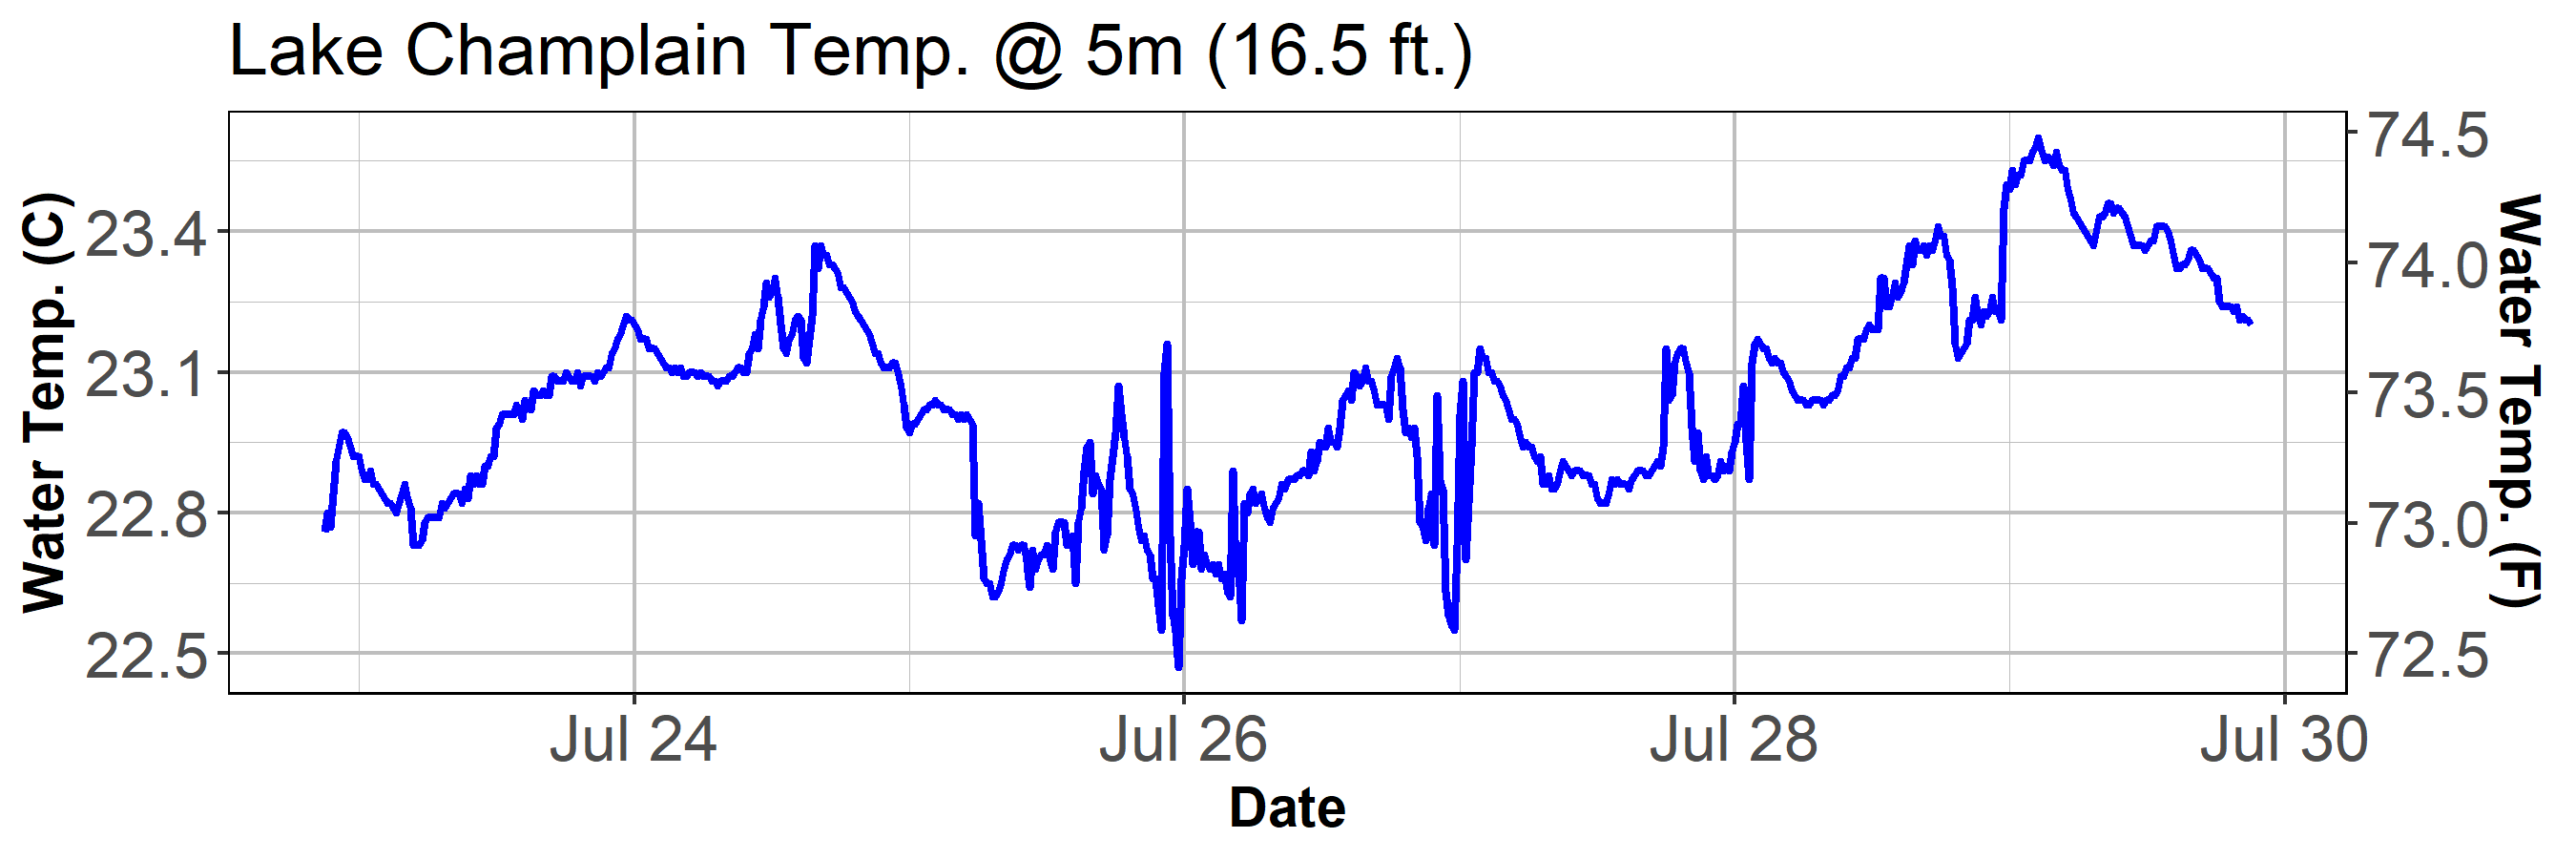 Lake Champlain Temp. @ 5m (16.5 ft.)
Water Temp. (C)
23.4
23.1
22.8
22.5
74.5
74.0
73.5
73.0
72.5
Water Temp. (F)
Jul 24
Jul 26
Jul 28
Jul 30
Date